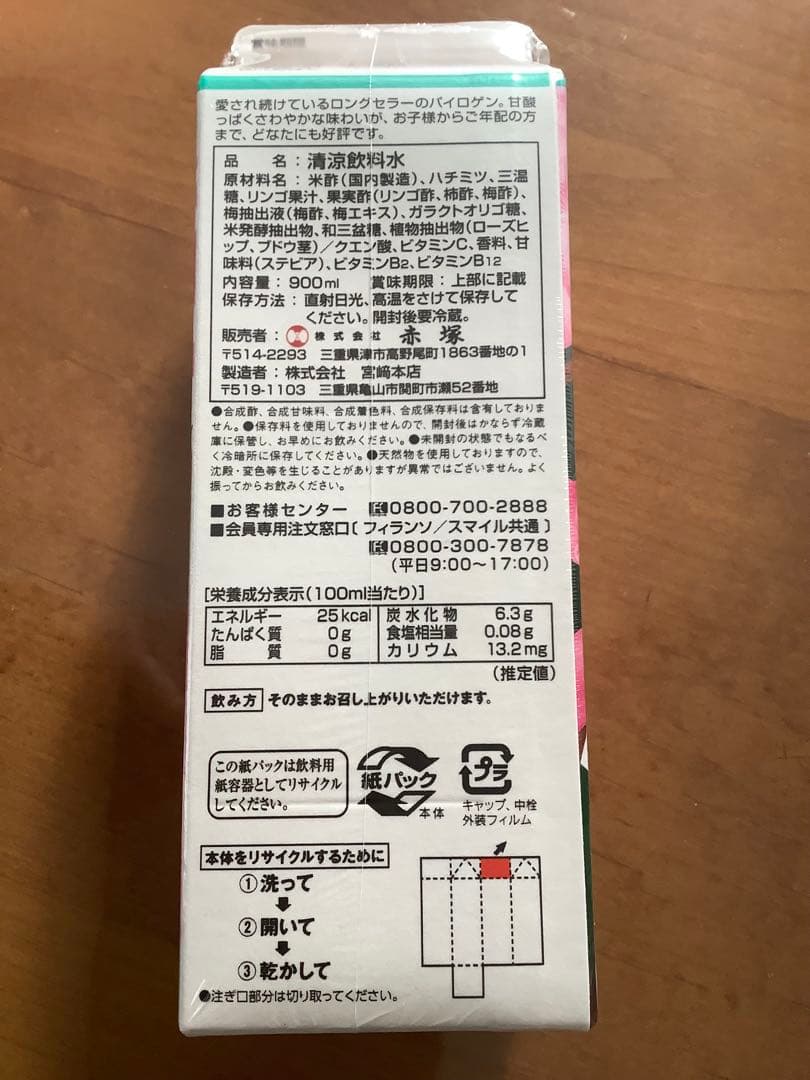 愛され続けているロングセラーのパイロゲン。甘酸
っぱくさわやかな味わいが、お子様からご年配の方
まで、どなたにも好評です。
品　名：清涼飲料水
原材料名：米酢（国内製造）、ハチミツ、三温
糖、リンゴ果汁、果実酢（リンゴ酢、柿酢、梅酢）、
梅抽出液（梅酢、梅エキス）、ガラクトオリゴ糖、
米発酵抽出物、和三盆糖、植物抽出物（ローズヒ
ップ、ブドウ茎）／クエン酸、ビタミンC、香料、甘
味料（ステビア）、ビタミンB2、ビタミンB12
内容量：900ml　賞味期限：上部に記載
保存方法：直射日光、高温をさけて保存して
ください。開封後要冷蔵。
販売者：株式会社　赤塚
〒514-2293　三重県津市高野尾町1863番地の1
製造者：株式会社　宮﨑本店
〒519-1103　三重県亀山市関町市瀬52番地
●合成酢、合成甘味料、合成着色料、合成保存料は含有しておりま
せん。●保存料を使用しておりませんので、開封後はかならず冷蔵
庫に保管し、お早めにお飲みください。●未開封の状態でもなるべ
く冷暗所に保存してください。●天然物を使用しておりますので、
沈殿・変色等を生じることがありますが異常ではございません。よく
振ってからお飲みください。
■お客様センター　0800-700-2888
■会員専用注文窓口〔フィランソ／スマイル共通〕
0800-300-7878
（平日9:00〜17:00）
[栄養成分表示（100ml当たり）]
エネルギー　25kcal　炭水化物　6.3g
たんぱく質　0g　食塩相当量　0.08g
脂　質　0g　カリウム　13.2mg
（推定値）
飲み方　そのままお召し上がりいただけます。
この紙パックは飲料用
紙容器としてリサイクル
してください。
紙パック
本体
プラ
キャップ、中栓
外装フィルム
本体をリサイクルするために
①洗って
②開いて
③乾かして
●注ぎ口部分は切り取ってください。